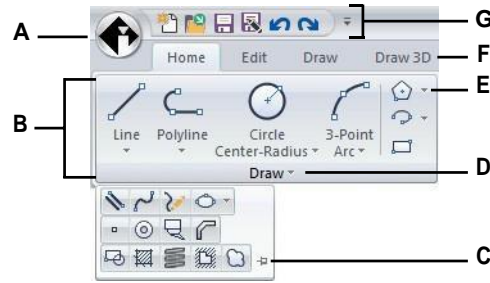 G
A
Home Edit Draw Draw 3D F
E
B
Line Polyline Circle 3-Point
Center-Radius Arc
Draw D
C